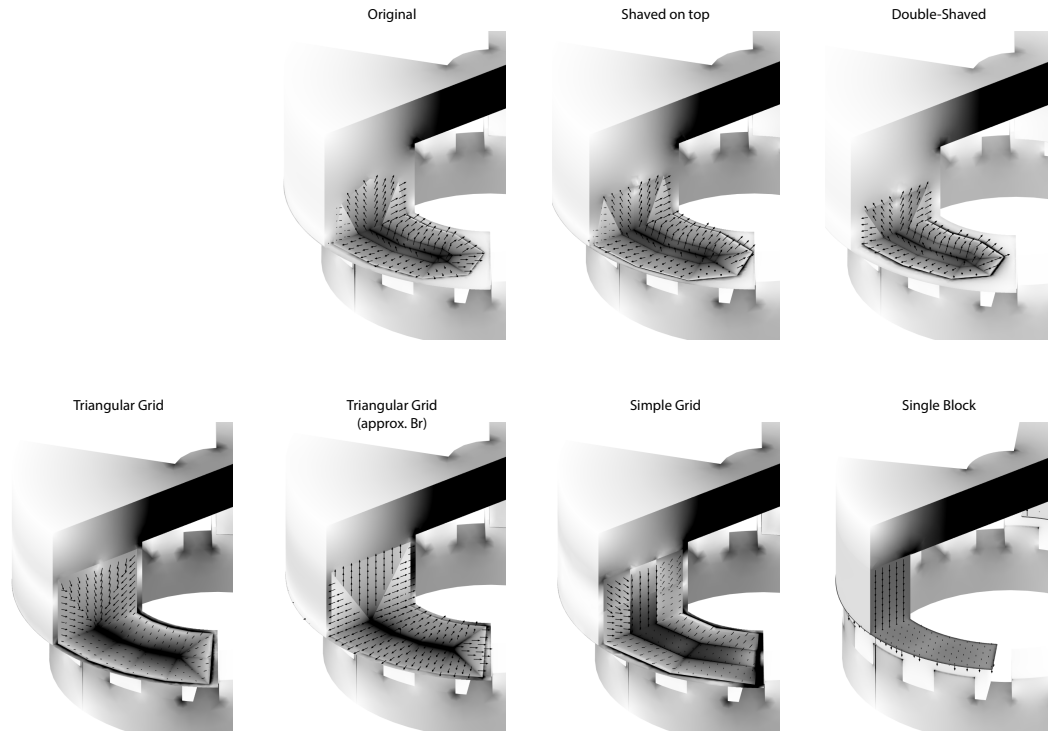 Original
Shaved on top
Double-Shaved
Triangular Grid
Triangular Grid
(approx. Br)
Simple Grid
Single Block